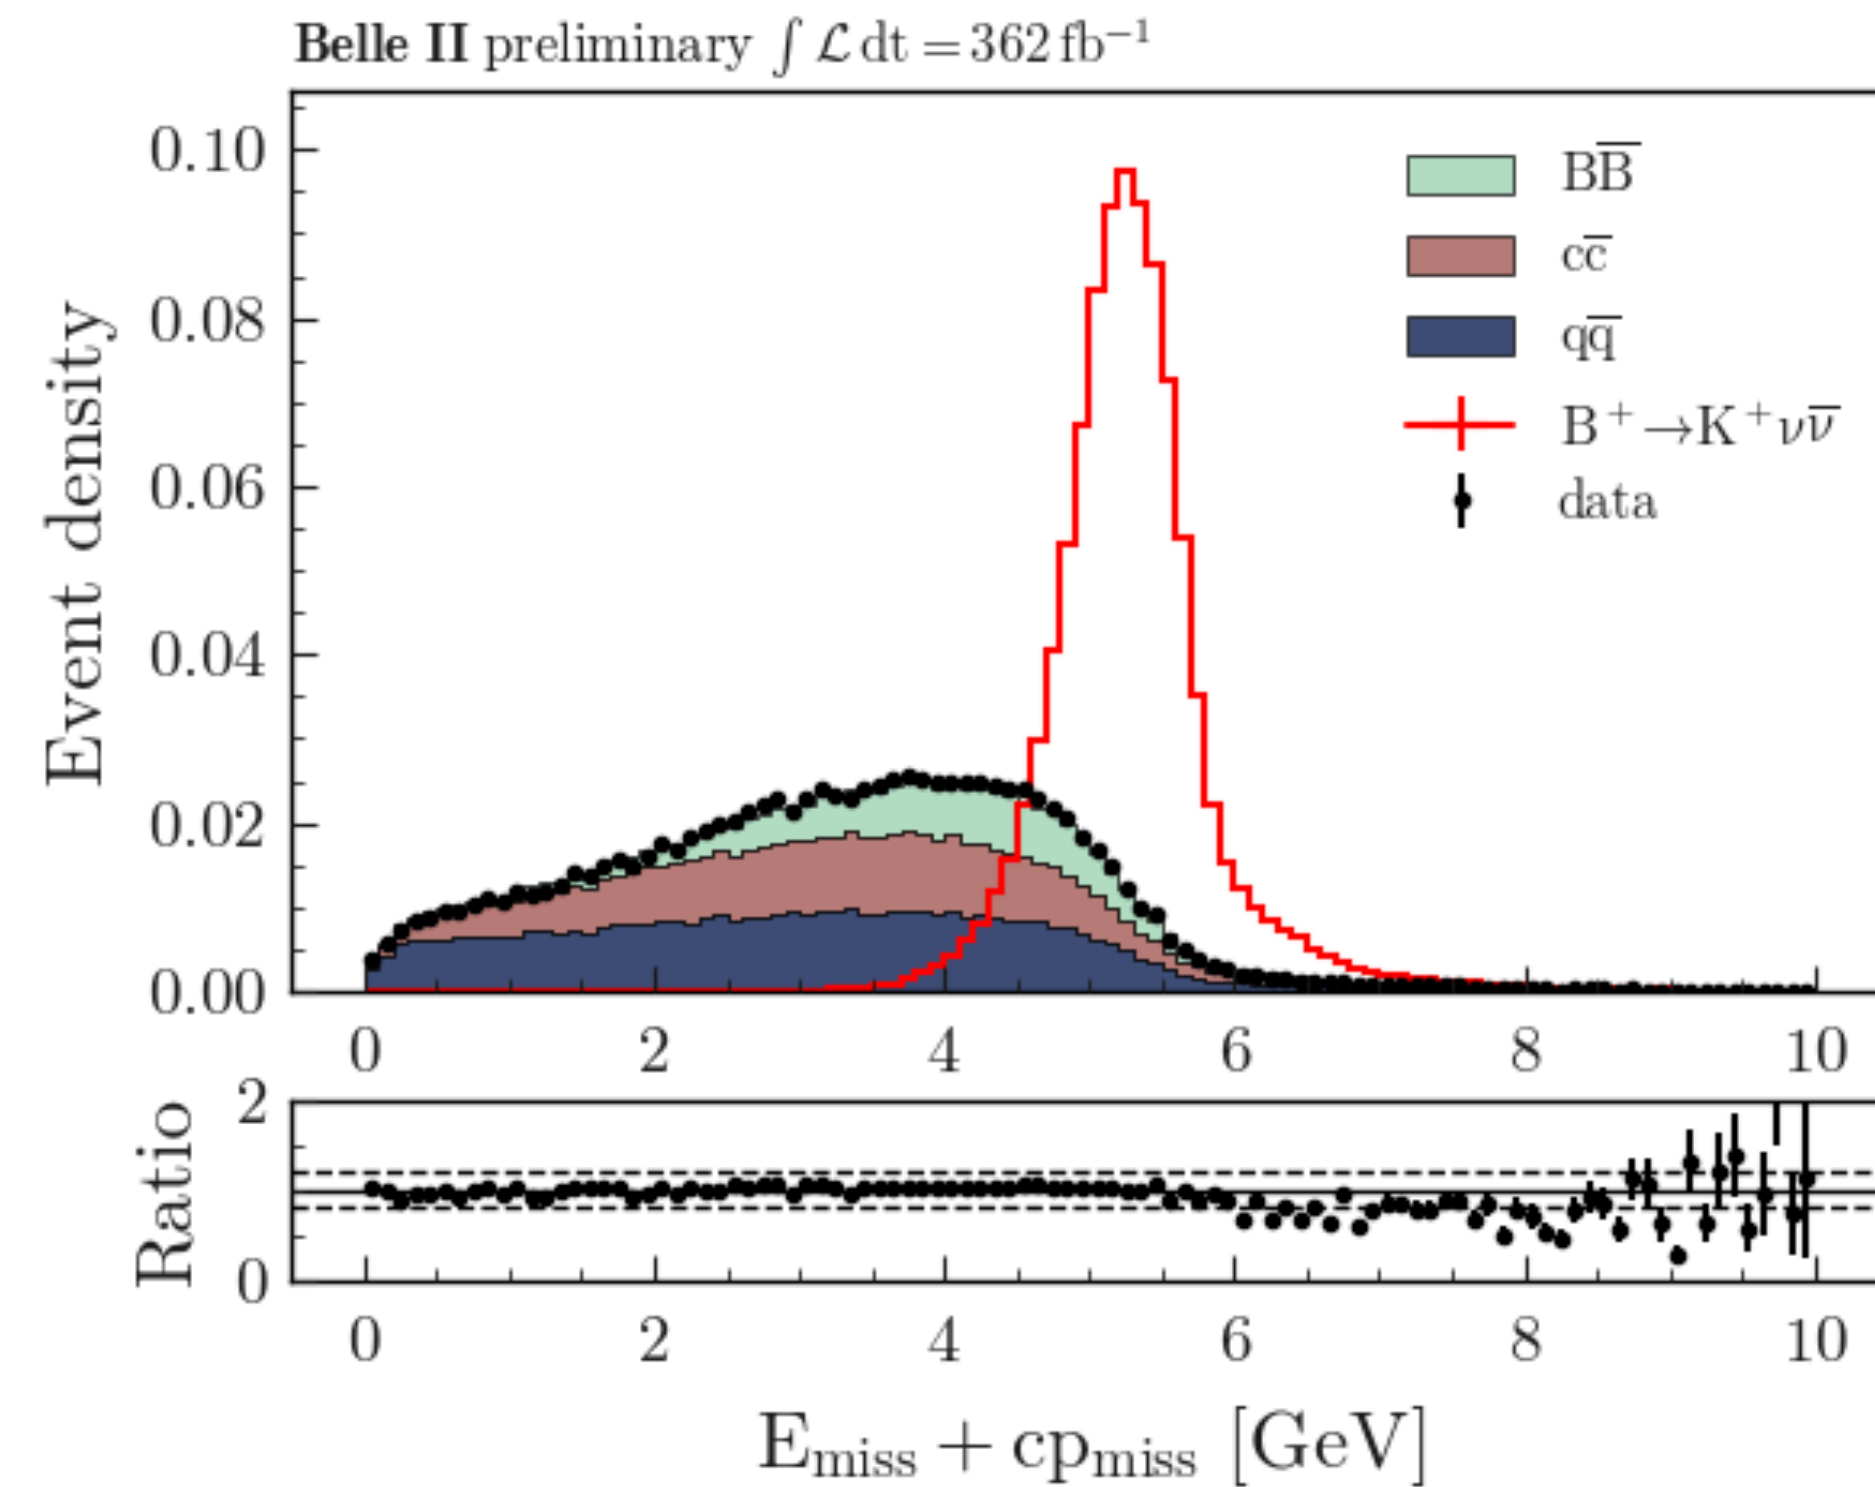 Belle II preliminary ∫ ℒ dt = 362 fb⁻¹
Event density
0.10
0.08
0.06
0.04
0.02
0.00
BB̅
cc̅
qq̅
B⁺→K⁺νν̅
data
0 2 4 6 8 10
Ratio
2
0
0 2 4 6 8 10
E_miss + cp_miss [GeV]